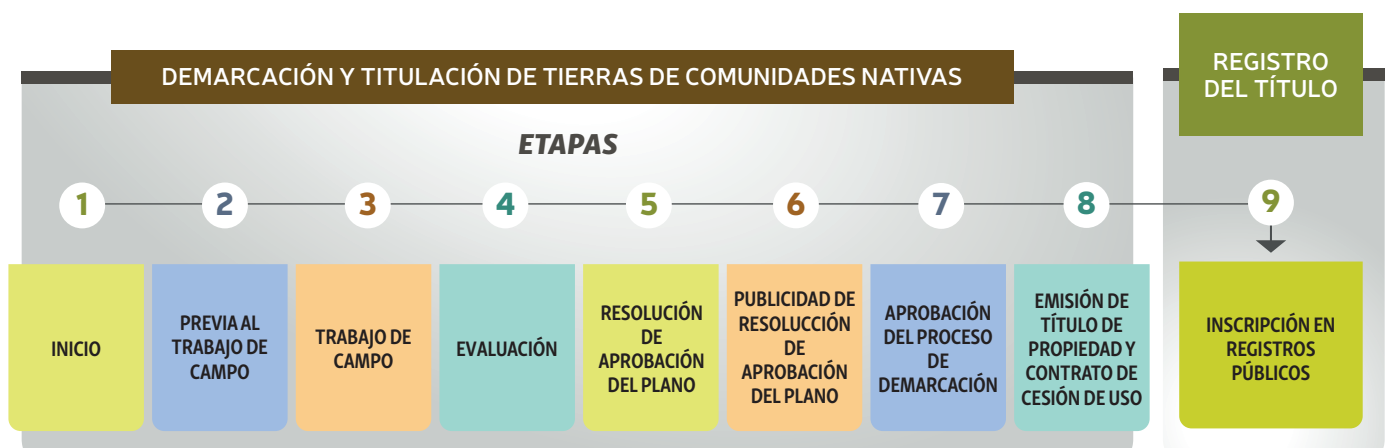 DEMARCACIÓN Y TITULACIÓN DE TIERRAS DE COMUNIDADES NATIVAS
REGISTRO
DEL TÍTULO
ETAPAS
1
2
3
4
5
6
7
8
9
INICIO
PREVIA AL
TRABAJO DE
CAMPO
TRABAJO DE
CAMPO
EVALUACIÓN
RESOLUCIÓN
DE
APROBACIÓN
DEL PLANO
PUBLICIDAD DE
RESOLUCCIÓN
DE
APROBACIÓN
DEL PLANO
APROBACIÓN
DEL PROCESO
DE
DEMARCACIÓN
EMISIÓN DE
TÍTULO DE
PROPIEDAD Y
CONTRATO DE
CESIÓN DE USO
INSCRIPCIÓN EN
REGISTROS
PÚBLICOS